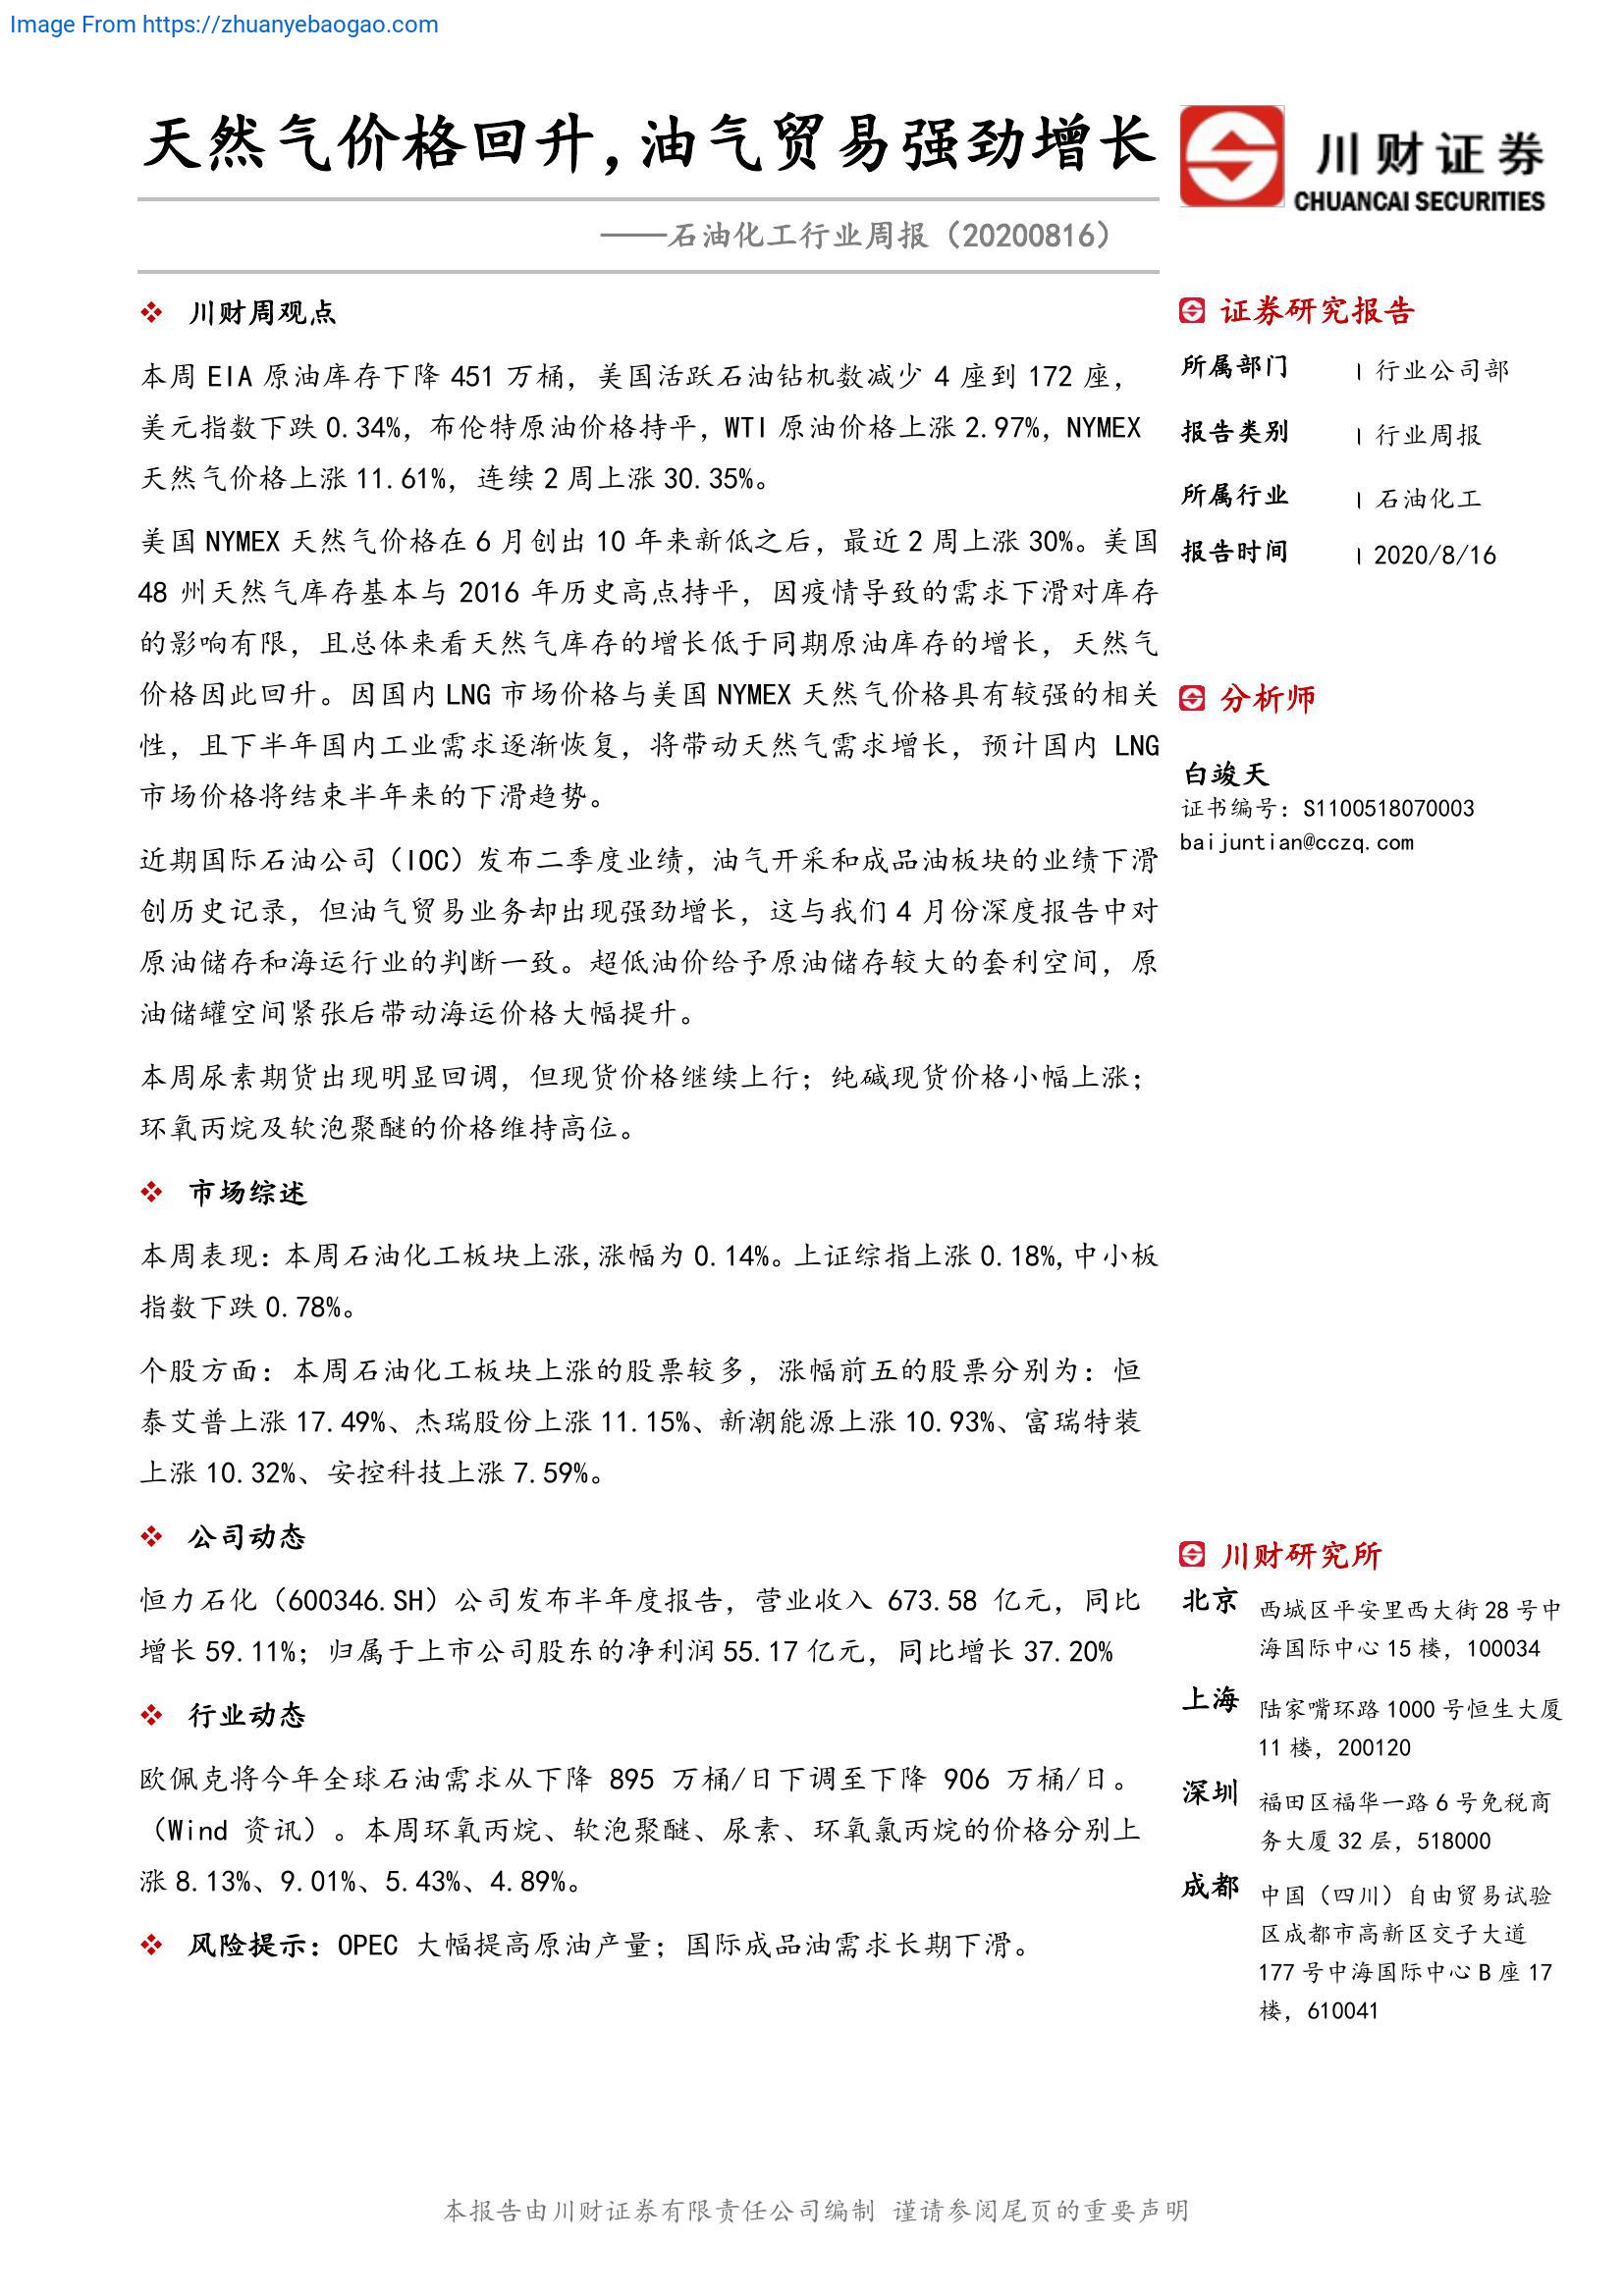 Image From https://zhuanyebaogao.com
天然气价格回升,油气贸易强劲增长
川财证券
CHUANCAI SECURITIES
——石油化工行业周报（20200816）
川财周观点
本周 EIA 原油库存下降 451 万桶，美国活跃石油钻机数减少 4 座到 172 座，
美元指数下跌 0.34%，布伦特原油价格持平，WTI 原油价格上涨 2.97%，NYMEX
天然气价格上涨 11.61%，连续 2 周上涨 30.35%。
美国 NYMEX 天然气价格在 6 月创出 10 年来新低之后，最近 2 周上涨 30%。美国
48 州天然气库存基本与 2016 年历史高点持平，因疫情导致的需求下滑对库存
的影响有限，且总体来看天然气库存的增长低于同期原油库存的增长，天然气
价格因此回升。因国内 LNG 市场价格与美国 NYMEX 天然气价格具有较强的相关
性，且下半年国内工业需求逐渐恢复，将带动天然气需求增长，预计国内 LNG
市场价格将结束半年来的下滑趋势。
近期国际石油公司（IOC）发布二季度业绩，油气开采和成品油板块的业绩下滑
创历史记录，但油气贸易业务却出现强劲增长，这与我们 4 月份深度报告中对
原油储存和海运行业的判断一致。超低油价给予原油储存较大的套利空间，原
油储罐空间紧张后带动海运价格大幅提升。
本周尿素期货出现明显回调，但现货价格继续上行；纯碱现货价格小幅上涨；
环氧丙烷及软泡聚醚的价格维持高位。
市场综述
本周表现：本周石油化工板块上涨,涨幅为 0.14%。上证综指上涨 0.18%,中小板
指数下跌 0.78%。
个股方面：本周石油化工板块上涨的股票较多，涨幅前五的股票分别为：恒
泰艾普上涨 17.49%、杰瑞股份上涨 11.15%、新潮能源上涨 10.93%、富瑞特装
上涨 10.32%、安控科技上涨 7.59%。
公司动态
恒力石化（600346.SH）公司发布半年度报告，营业收入 673.58 亿元，同比
增长 59.11%；归属于上市公司股东的净利润 55.17 亿元，同比增长 37.20%
行业动态
欧佩克将今年全球石油需求从下降 895 万桶/日下调至下降 906 万桶/日。
（Wind 资讯）。本周环氧丙烷、软泡聚醚、尿素、环氧氯丙烷的价格分别上
涨 8.13%、9.01%、5.43%、4.89%。
风险提示：OPEC 大幅提高原油产量；国际成品油需求长期下滑。
证券研究报告
所属部门 | 行业公司部
报告类别 | 行业周报
所属行业 | 石油化工
报告时间 | 2020/8/16
分析师
白竣天
证书编号：S1100518070003
baijuntian@cczq.com
川财研究所
北京 西城区平安里西大街 28 号中
海国际中心 15 楼，100034
上海 陆家嘴环路 1000 号恒生大厦
11 楼，200120
深圳 福田区福华一路 6 号免税商
务大厦 32 层，518000
成都 中国（四川）自由贸易试验
区成都市高新区交子大道
177 号中海国际中心 B 座 17
楼，610041
本报告由川财证券有限责任公司编制 谨请参阅尾页的重要声明